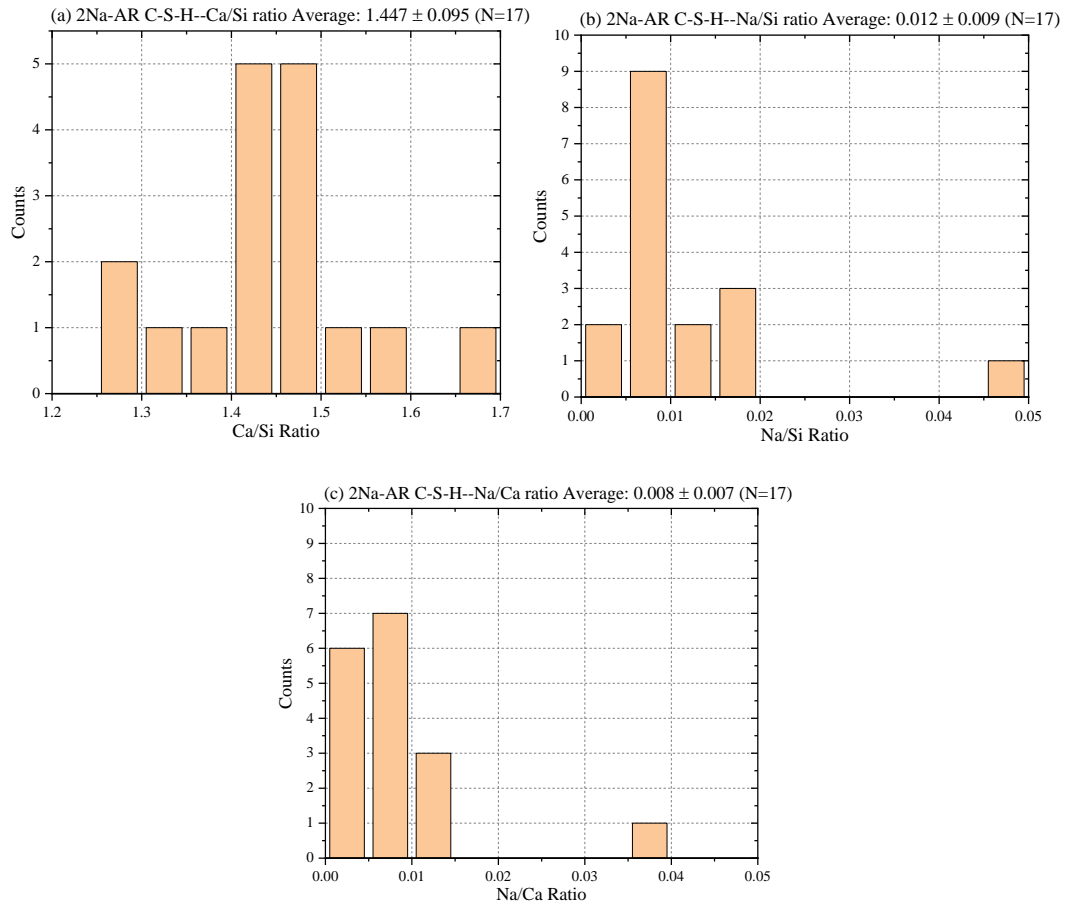 (a) 2Na-AR C-S-H--Ca/Si ratio Average: 1.447 ± 0.095 (N=17)
5
4
3
2
1
0
Counts
1.2 1.3 1.4 1.5 1.6 1.7
Ca/Si Ratio
(b) 2Na-AR C-S-H--Na/Si ratio Average: 0.012 ± 0.009 (N=17)
10
9
8
7
6
5
4
3
2
1
0
Counts
0.00 0.01 0.02 0.03 0.04 0.05
Na/Si Ratio
(c) 2Na-AR C-S-H--Na/Ca ratio Average: 0.008 ± 0.007 (N=17)
10
9
8
7
6
5
4
3
2
1
0
Counts
0.00 0.01 0.02 0.03 0.04 0.05
Na/Ca Ratio